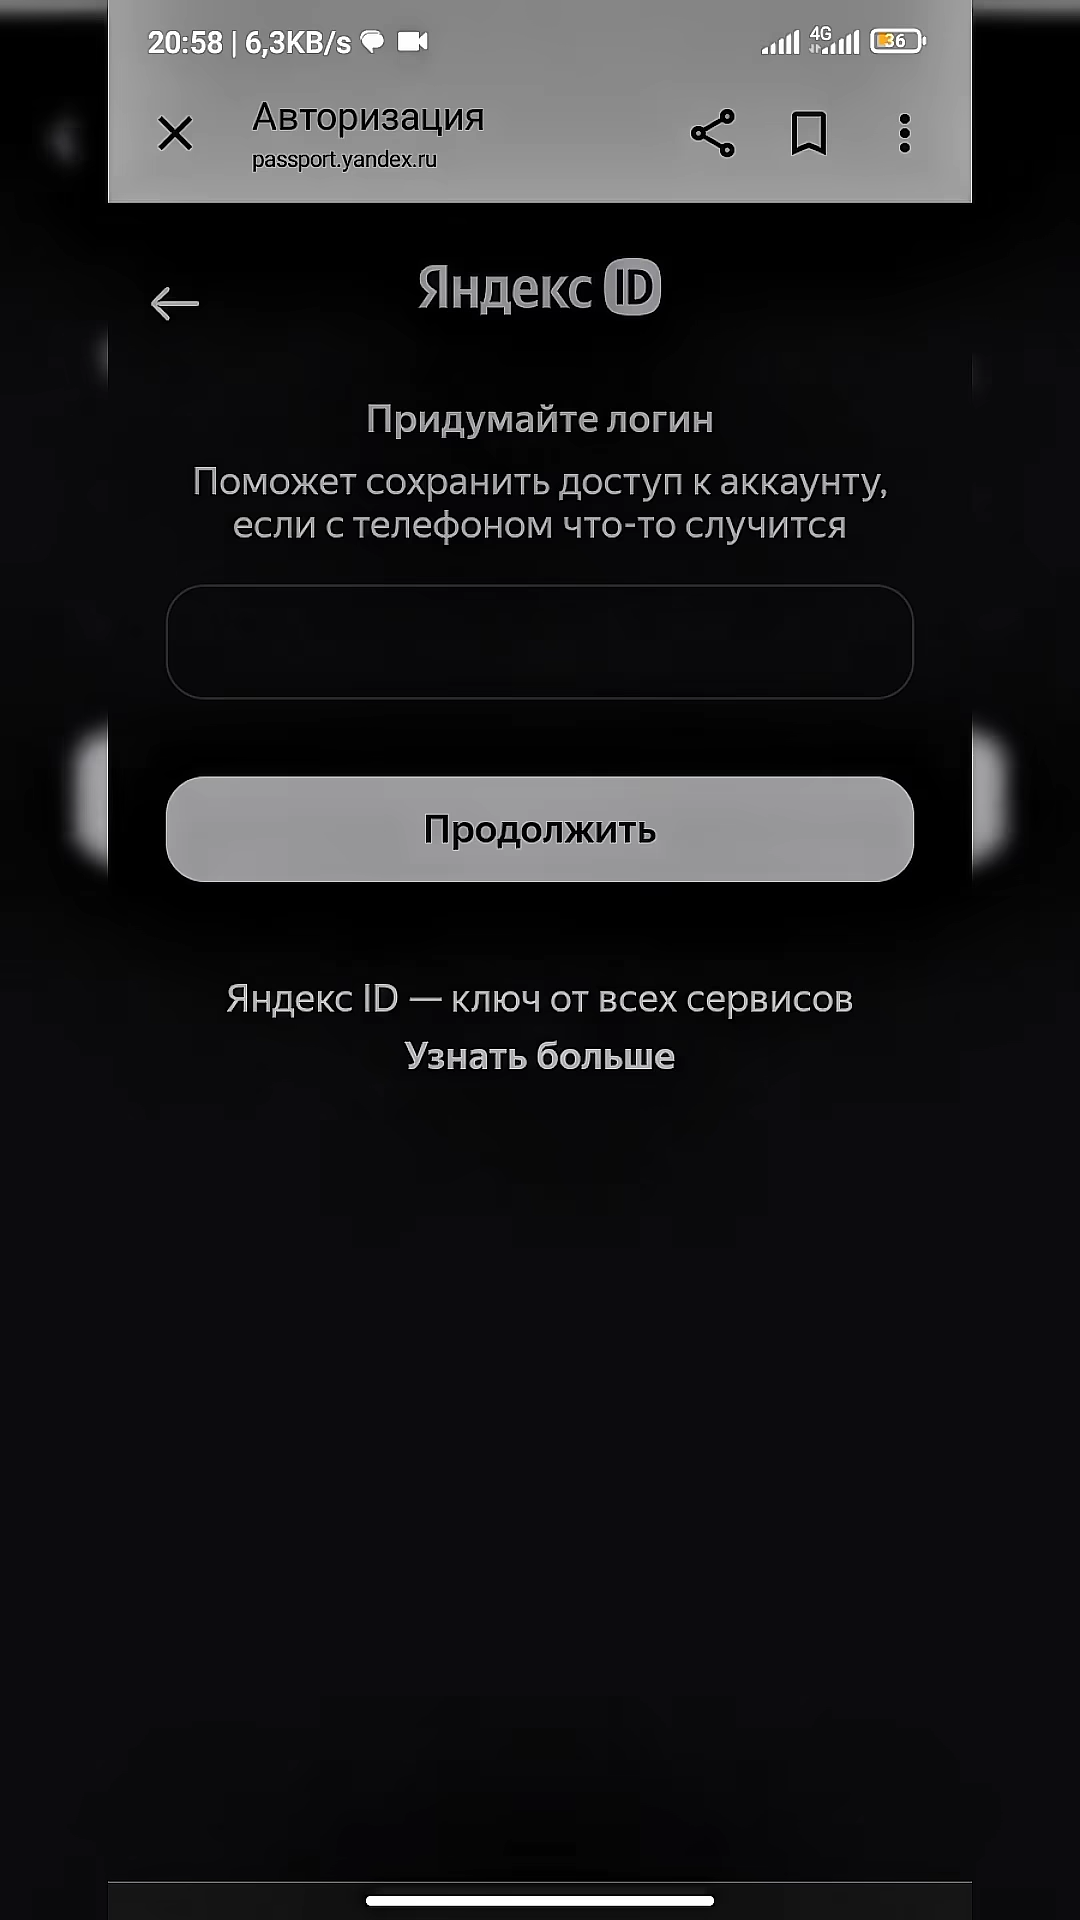 20:58 | 6,3KB/s 4G 36
Авторизация
passport.yandex.ru
Яндекс ID
Придумайте логин
Поможет сохранить доступ к аккаунту,
если с телефоном что-то случится
Продолжить
Яндекс ID — ключ от всех сервисов
Узнать больше